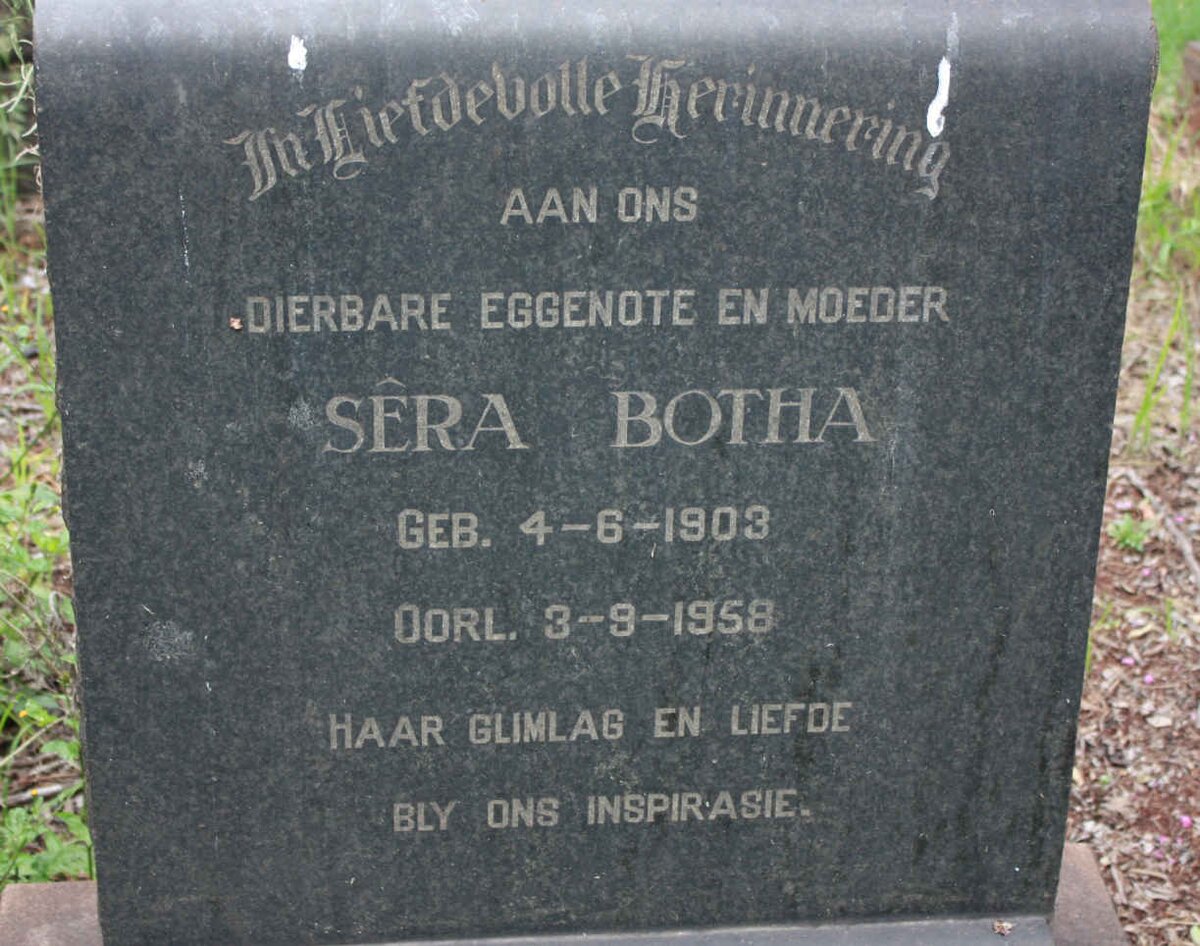 In Liefdevolle Herinnering
AAN ONS
DIERBARE EGGENOTE EN MOEDER
SÊRA BOTHA
GEB. 4-6-1903
OORL. 3-9-1958
HAAR GLIMLAG EN LIEFDE
BLY ONS INSPIRASIE.